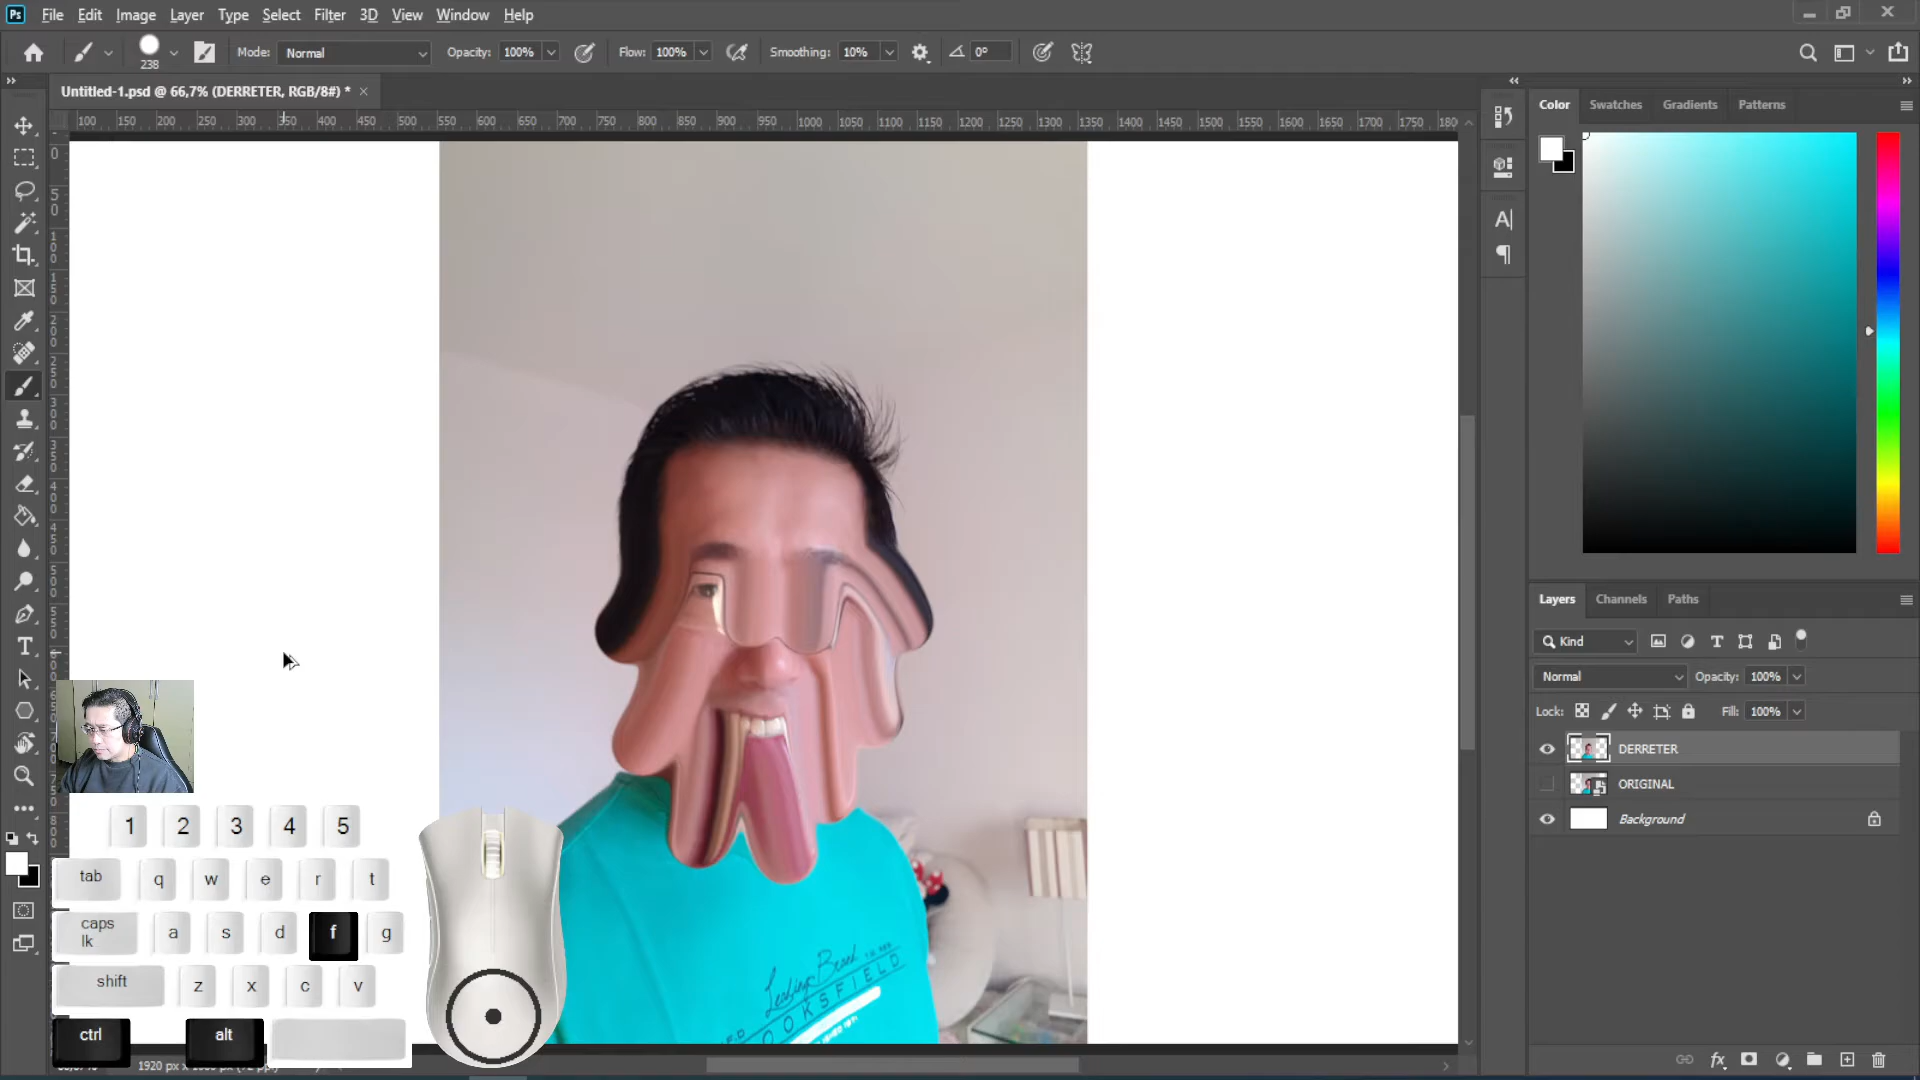 Ps File Edit Image Layer Type Select Filter 3D View Window Help
238 Mode: Normal Opacity: 100% Flow: 100% Smoothing: 10% 0°
Untitled-1.psd @ 66,7% (DERRETER, RGB/8#) * ×
100 150 200 250 300 350 400 450 500 550 600 650 700 750 800 850 900 950 1000 1050 1100 1150 1200 1250 1300 1350 1400 1450 1500 1550 1600 1650 1700 1750 180
Color Swatches Gradients Patterns
Layers Channels Paths
Kind
Normal Opacity: 100%
Lock: Fill: 100%
DERRETER
ORIGINAL
Background
1 2 3 4 5
tab q w e r t
caps lk a s d f g
shift z x c v
ctrl alt
OOKSFIELD